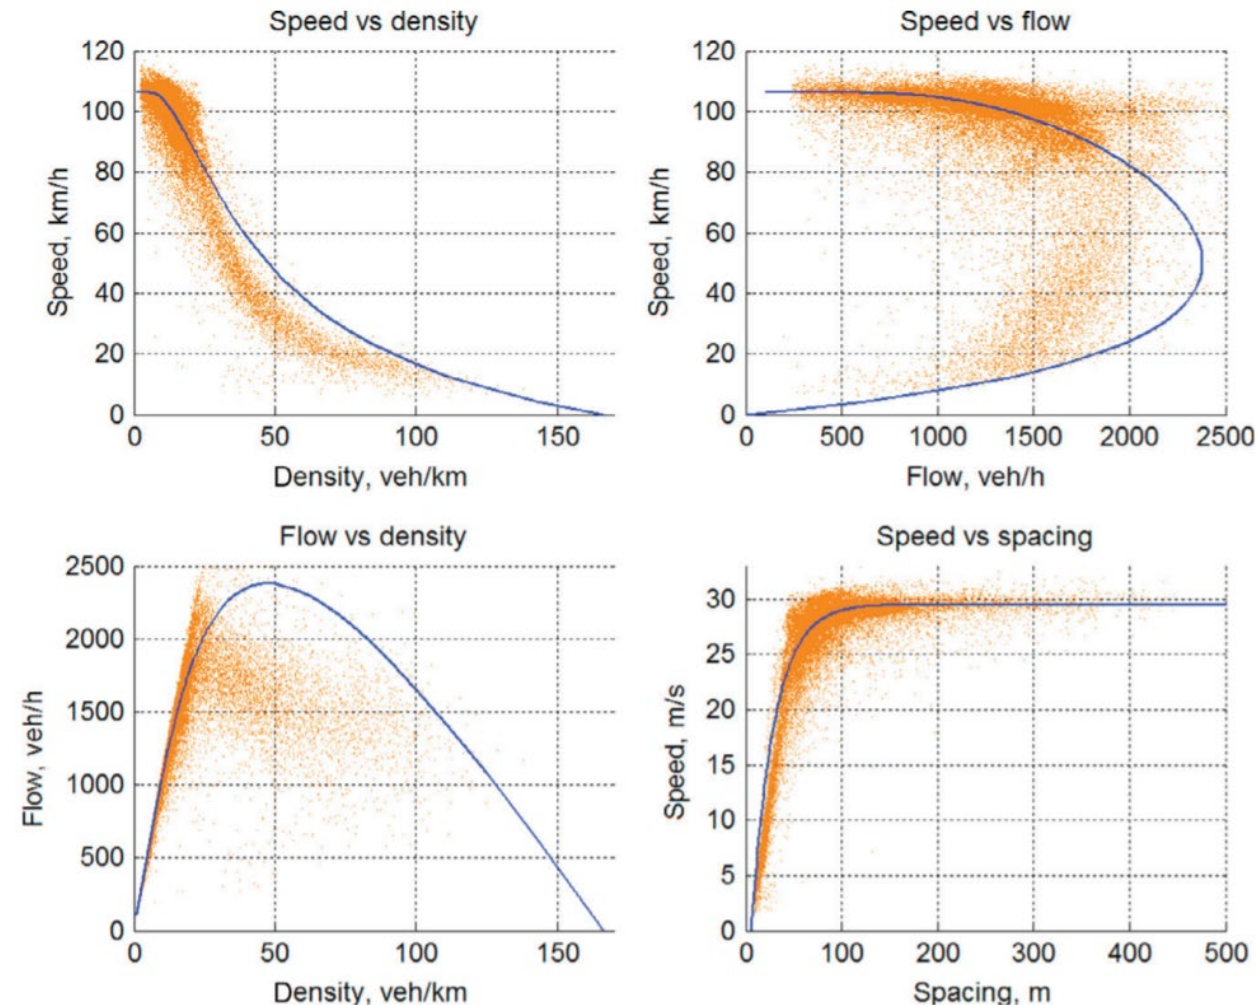 Speed vs density
Speed vs flow
120
100
80
60
40
20
0
Speed, km/h
0 50 100 150
Density, veh/km
120
100
80
60
40
20
0
Speed, km/h
0 500 1000 1500 2000 2500
Flow, veh/h
Flow vs density
Speed vs spacing
2500
2000
1500
1000
500
0
Flow, veh/h
0 50 100 150
Density, veh/km
30
25
20
15
10
5
0
Speed, m/s
0 100 200 300 400 500
Spacing, m